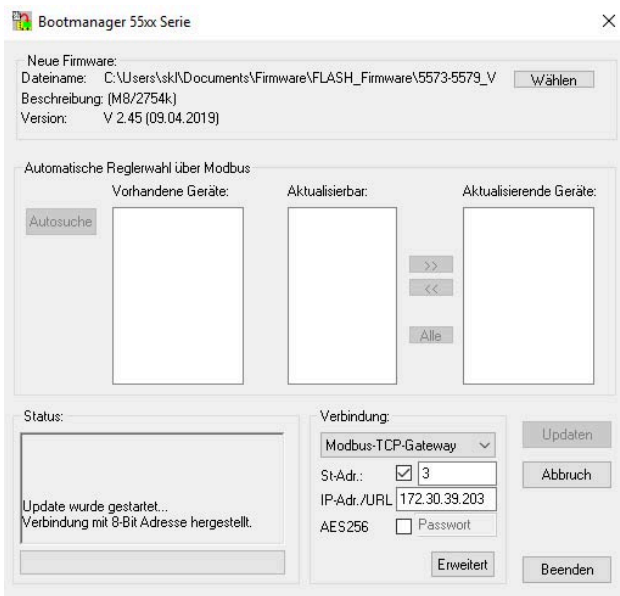 Bootmanager 55xx Serie
Neue Firmware:
Dateiname: C:\Users\skl\Documents\Firmware\FLASH_Firmware\5573-5579_V
Wählen
Beschreibung: (M8/2754k)
Version: V 2.45 (09.04.2019)
Automatische Reglerwahl über Modbus
Vorhandene Geräte: Aktualisierbar: Aktualisierende Geräte:
Autosuche
>>
<<
Alle
Status:
Update wurde gestartet...
Verbindung mit 8-Bit Adresse hergestellt.
Verbindung:
Modbus-TCP-Gateway
St-Adr.: 3
IP-Adr./URL 172.30.39.203
AES256 Passwort
Erweitert
Updaten
Abbruch
Beenden